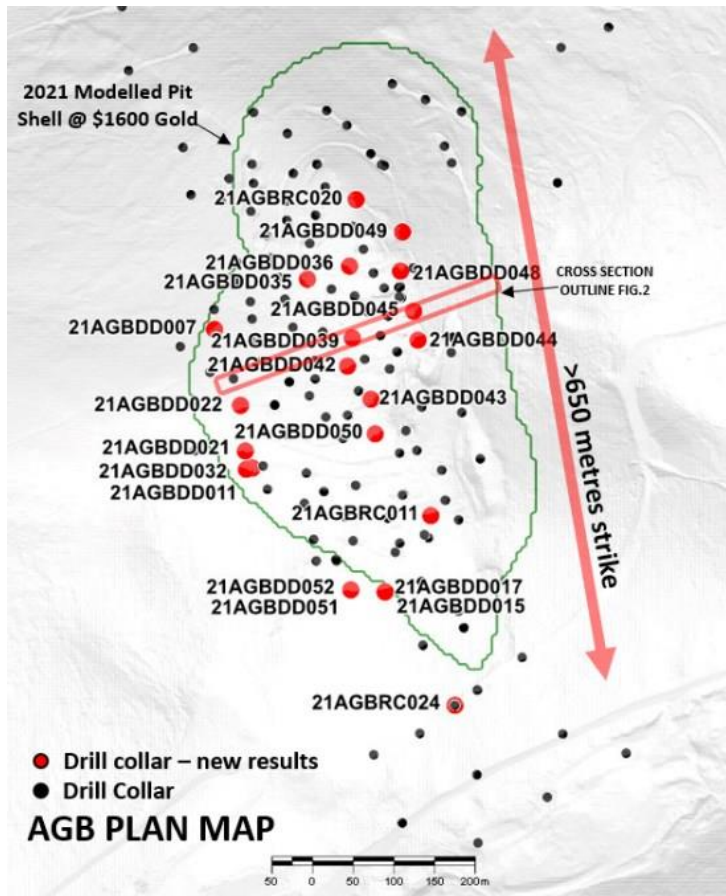 2021 Modelled Pit
Shell @ $1600 Gold
21AGBRC020
21AGBDD049
21AGBDD036
21AGBDD035
21AGBDD048
CROSS SECTION
OUTLINE FIG.2
21AGBDD045
21AGBDD007
21AGBDD039
21AGBDD044
21AGBDD042
21AGBDD022
21AGBDD043
21AGBDD050
21AGBDD021
21AGBDD032
21AGBDD011
21AGBRC011
>650 metres strike
21AGBDD052
21AGBDD051
21AGBDD017
21AGBDD015
21AGBRC024
Drill collar – new results
Drill Collar
AGB PLAN MAP
50 0 50 100 150 200m